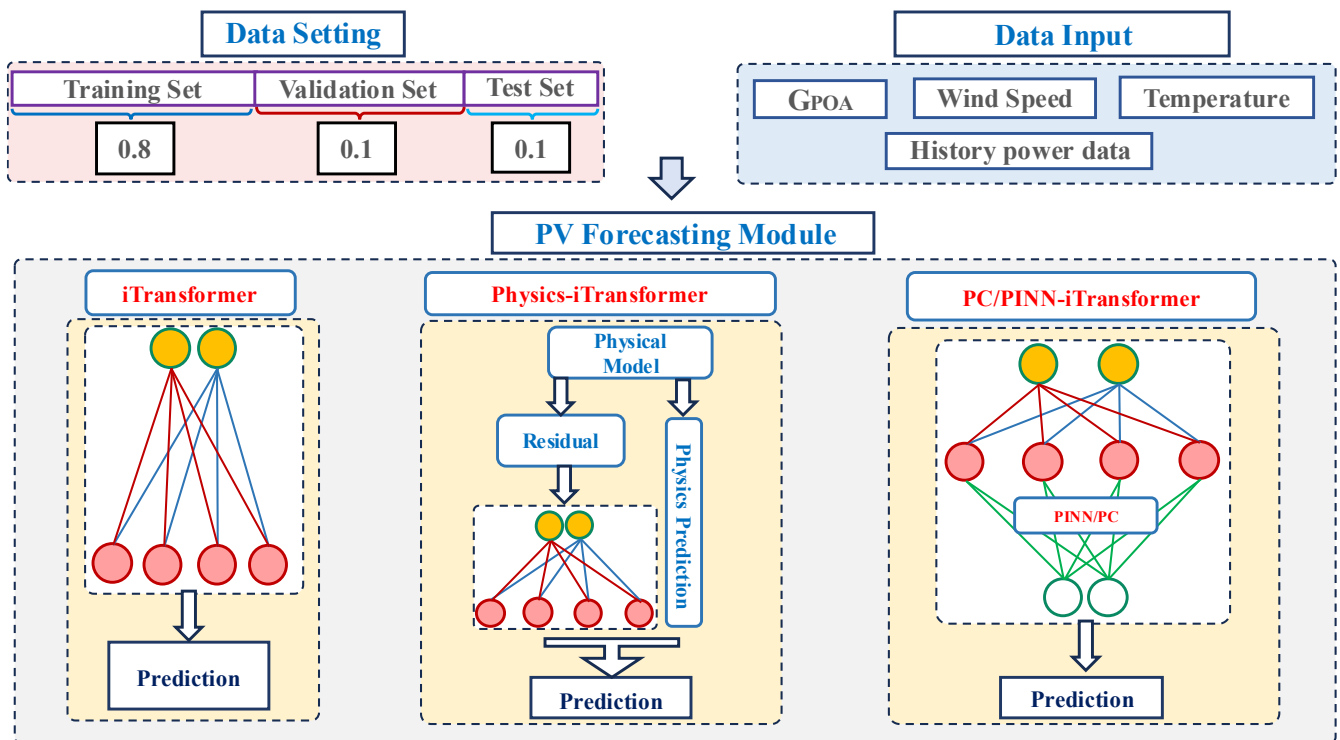 Data Setting
Data Input
Training Set
Validation Set
Test Set
GPOA
Wind Speed
Temperature
0.8
0.1
0.1
History power data
PV Forecasting Module
iTransformer
Physics-iTransformer
PC/PINN-iTransformer
Physical
Model
Residual
Physics Prediction
PINN/PC
Prediction
Prediction
Prediction